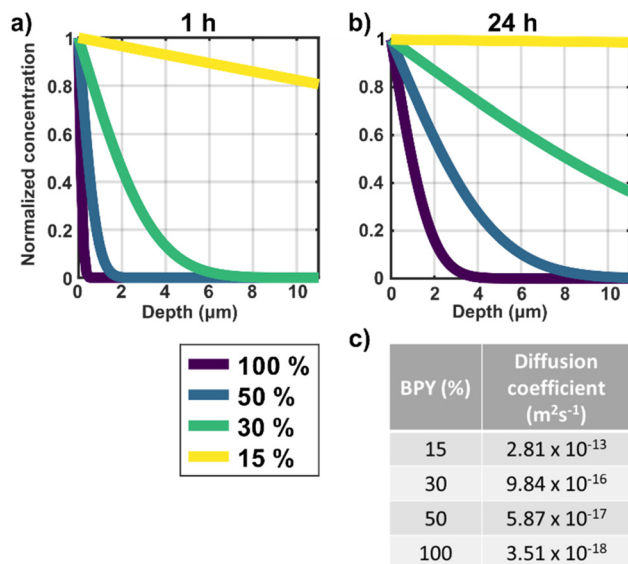 a) 1 h
Normalized concentration
1
0.8
0.6
0.4
0.2
0
0 2 4 6 8 10
Depth (µm)
b) 24 h
1
0.8
0.6
0.4
0.2
0
0 2 4 6 8 10
Depth (µm)
100 %
50 %
30 %
15 %
c)
BPY (%) Diffusion coefficient (m²s⁻¹)
15 2.81 x 10⁻¹³
30 9.84 x 10⁻¹⁶
50 5.87 x 10⁻¹⁷
100 3.51 x 10⁻¹⁸